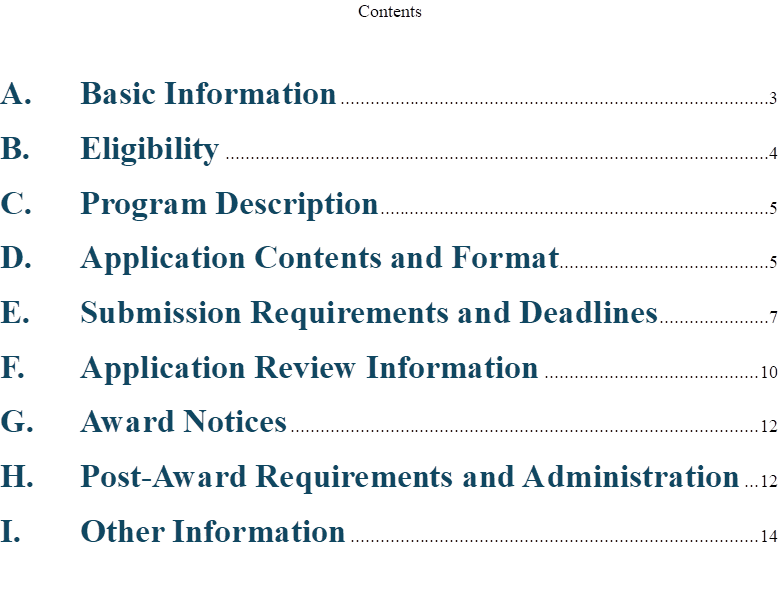 Contents
A. Basic Information ........................................................................................3
B. Eligibility ...............................................................................................................4
C. Program Description................................................................................5
D. Application Contents and Format...........................................5
E. Submission Requirements and Deadlines......................7
F. Application Review Information ............................................10
G. Award Notices ................................................................................................12
H. Post-Award Requirements and Administration ...12
I. Other Information ....................................................................................14